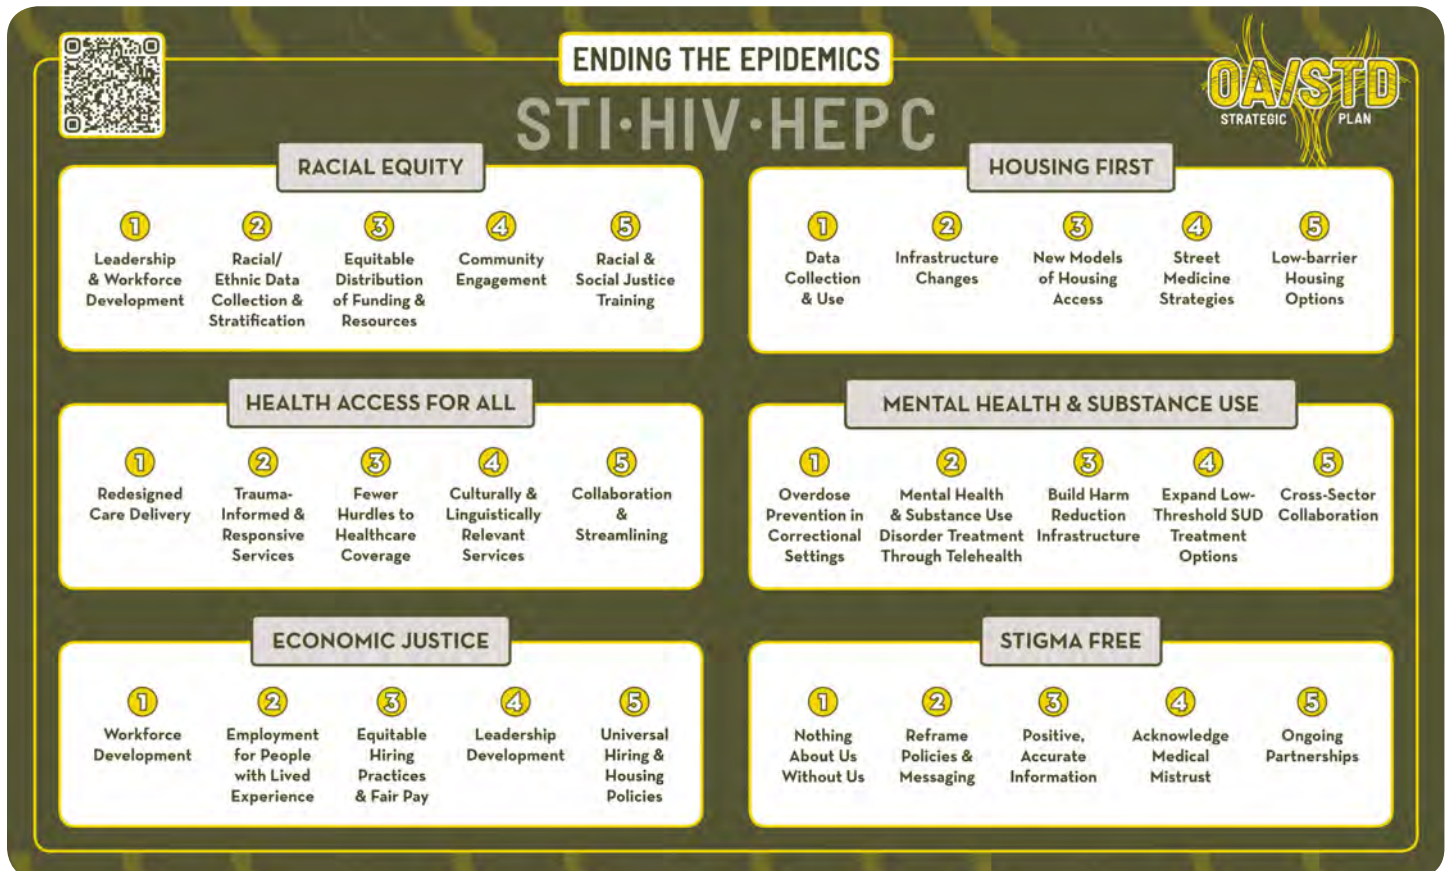 ENDING THE EPIDEMICS
STI·HIV·HEP C
OA/STD
STRATEGIC PLAN
RACIAL EQUITY
1
Leadership
& Workforce
Development
2
Racial/
Ethnic Data
Collection &
Stratification
3
Equitable
Distribution
of Funding &
Resources
4
Community
Engagement
5
Racial &
Social Justice
Training
HOUSING FIRST
1
Data
Collection
& Use
2
Infrastructure
Changes
3
New Models
of Housing
Access
4
Street
Medicine
Strategies
5
Low-barrier
Housing
Options
HEALTH ACCESS FOR ALL
1
Redesigned
Care Delivery
2
Trauma-
Informed &
Responsive
Services
3
Fewer
Hurdles to
Healthcare
Coverage
4
Culturally &
Linguistically
Relevant
Services
5
Collaboration
&
Streamlining
MENTAL HEALTH & SUBSTANCE USE
1
Overdose
Prevention in
Correctional
Settings
2
Mental Health
& Substance Use
Disorder Treatment
Through Telehealth
3
Build Harm
Reduction
Infrastructure
4
Expand Low-
Threshold SUD
Treatment
Options
5
Cross-Sector
Collaboration
ECONOMIC JUSTICE
1
Workforce
Development
2
Employment
for People
with Lived
Experience
3
Equitable
Hiring
Practices
& Fair Pay
4
Leadership
Development
5
Universal
Hiring &
Housing
Policies
STIGMA FREE
1
Nothing
About Us
Without Us
2
Reframe
Policies &
Messaging
3
Positive,
Accurate
Information
4
Acknowledge
Medical
Mistrust
5
Ongoing
Partnerships